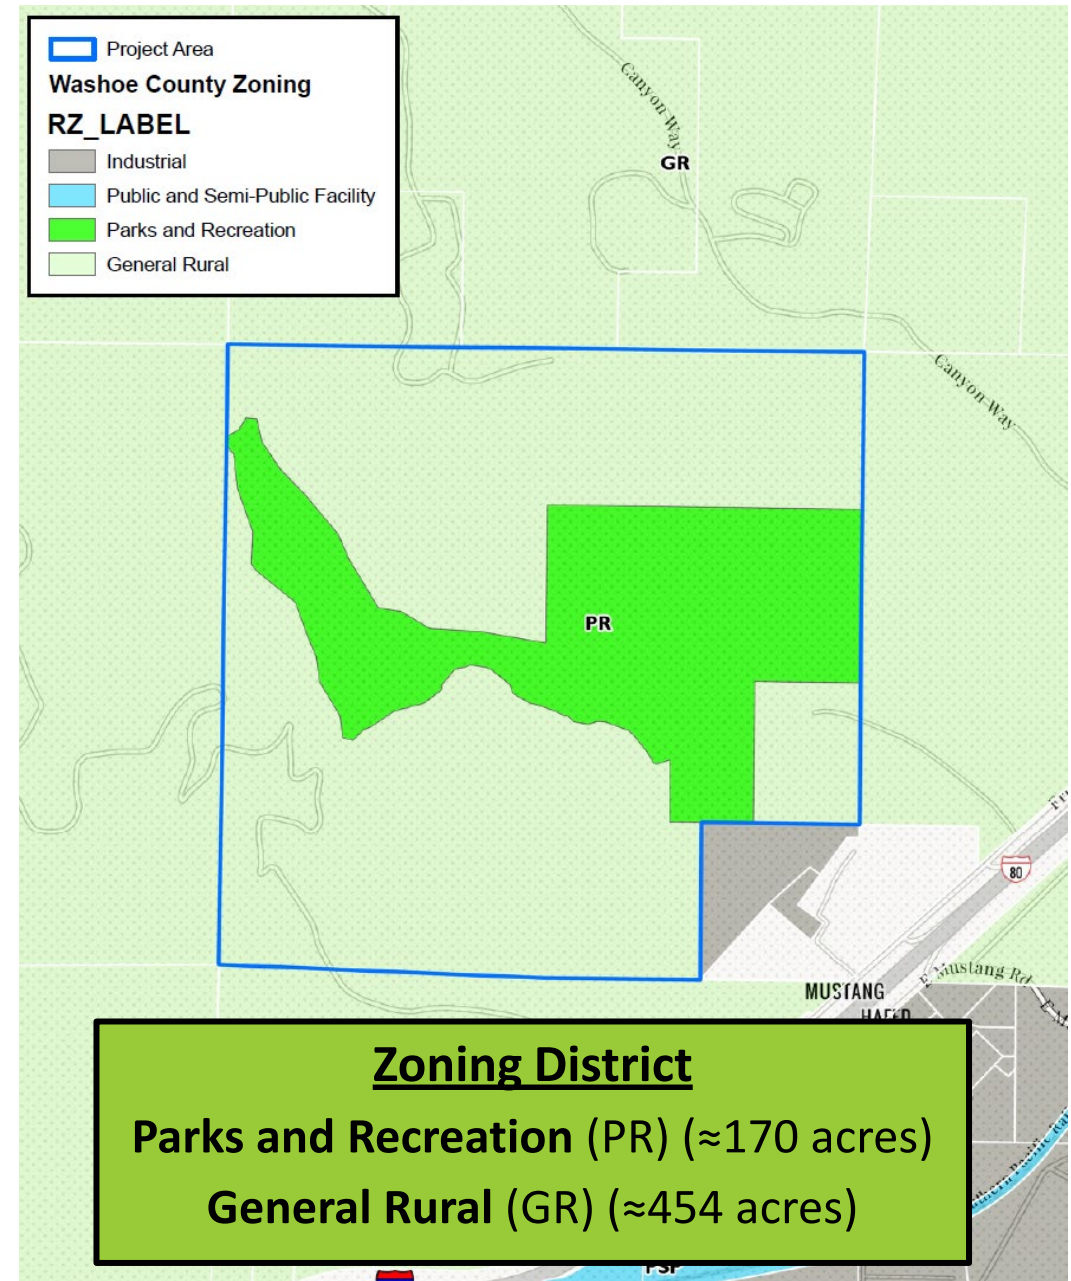 Project Area
Washoe County Zoning
RZ_LABEL
Industrial
Public and Semi-Public Facility
Parks and Recreation
General Rural
Canyon Way
GR
Canyon Way
PR
80
E Mustang Rd
MUSTANG
Zoning District
Parks and Recreation (PR) (≈170 acres)
General Rural (GR) (≈454 acres)
PSP